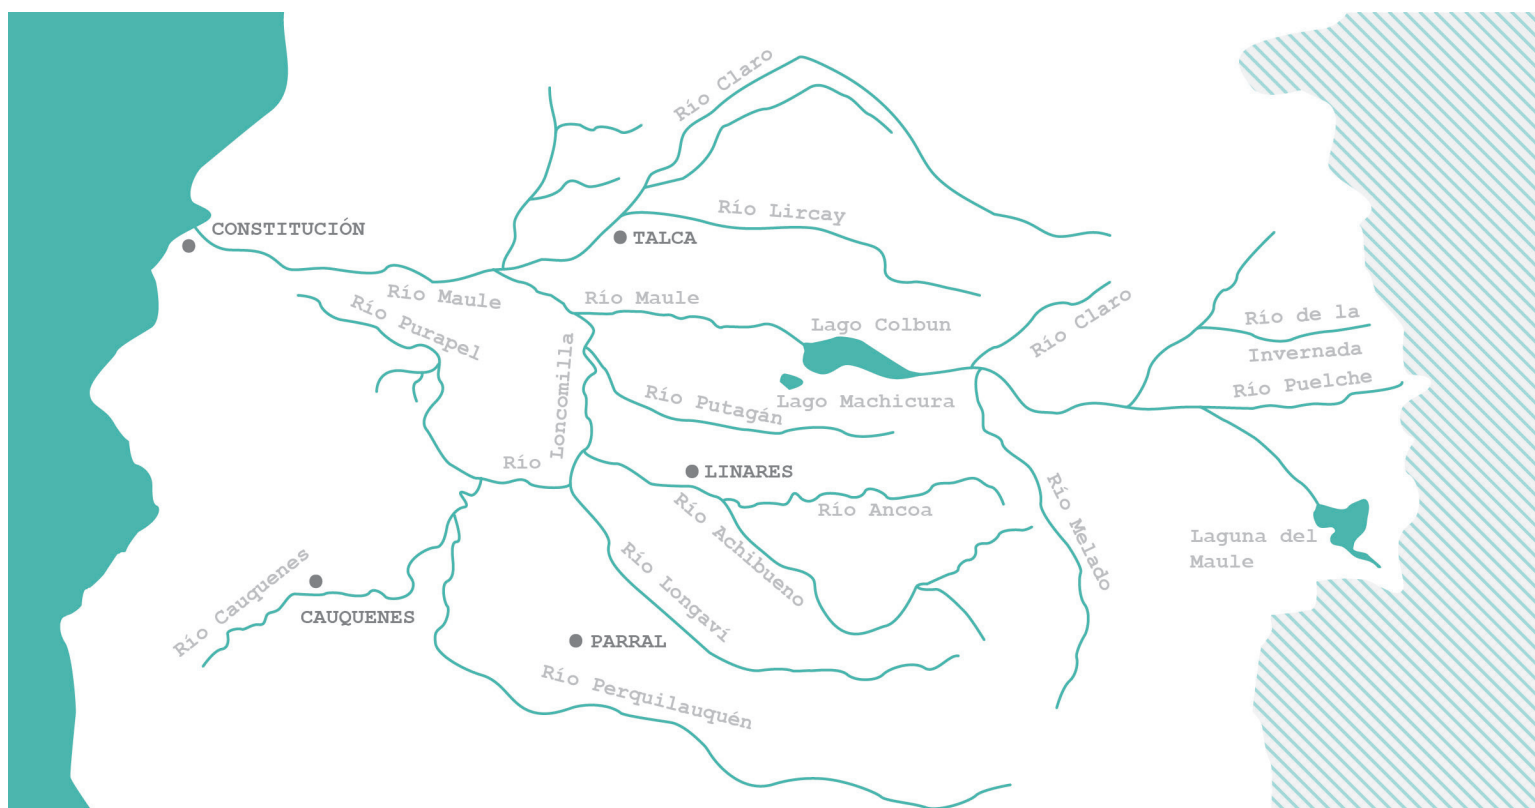 Río Claro
Río Lircay
CONSTITUCIÓN
TALCA
Río Maule
Río Maule
Río Purapel
Lago Colbun
Río Claro
Río de la
Invernada
Río Puelche
Lago Machicura
Río Putagán
Río Loncomilla
LINARES
Río Ancoa
Río Achibueno
Río Melado
Laguna del
Maule
Río Longaví
Río Cauquenes
CAUQUENES
PARRAL
Río Perquilauquén